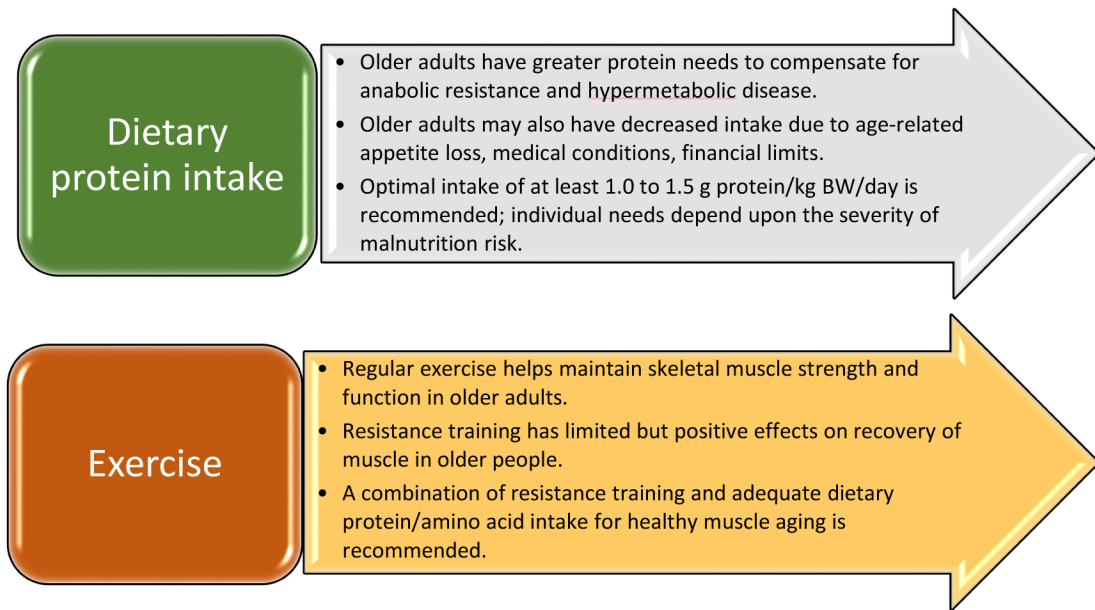 Dietary
protein intake
• Older adults have greater protein needs to compensate for
anabolic resistance and hypermetabolic disease.
• Older adults may also have decreased intake due to age-related
appetite loss, medical conditions, financial limits.
• Optimal intake of at least 1.0 to 1.5 g protein/kg BW/day is
recommended; individual needs depend upon the severity of
malnutrition risk.
Exercise
• Regular exercise helps maintain skeletal muscle strength and
function in older adults.
• Resistance training has limited but positive effects on recovery of
muscle in older people.
• A combination of resistance training and adequate dietary
protein/amino acid intake for healthy muscle aging is
recommended.